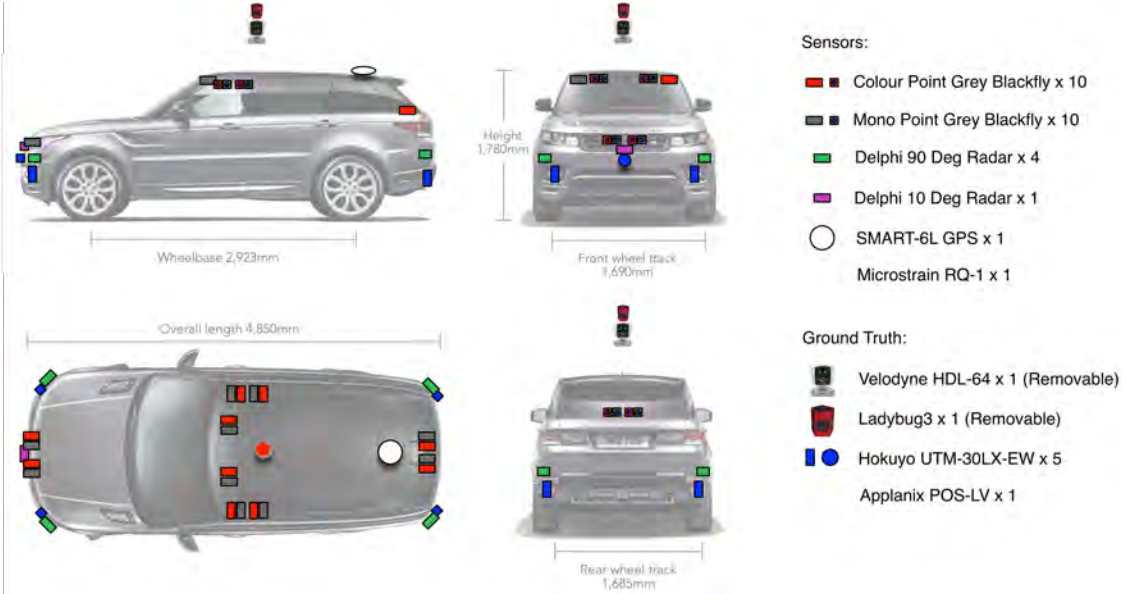 Sensors:
Colour Point Grey Blackfly x 10
Mono Point Grey Blackfly x 10
Delphi 90 Deg Radar x 4
Delphi 10 Deg Radar x 1
SMART-6L GPS x 1
Microstrain RQ-1 x 1
Height
1,780mm
Wheelbase 2,923mm
Front wheel track
1,690mm
Overall length 4,850mm
Ground Truth:
Velodyne HDL-64 x 1 (Removable)
Ladybug3 x 1 (Removable)
Hokuyo UTM-30LX-EW x 5
Applanix POS-LV x 1
Rear wheel track
1,685mm